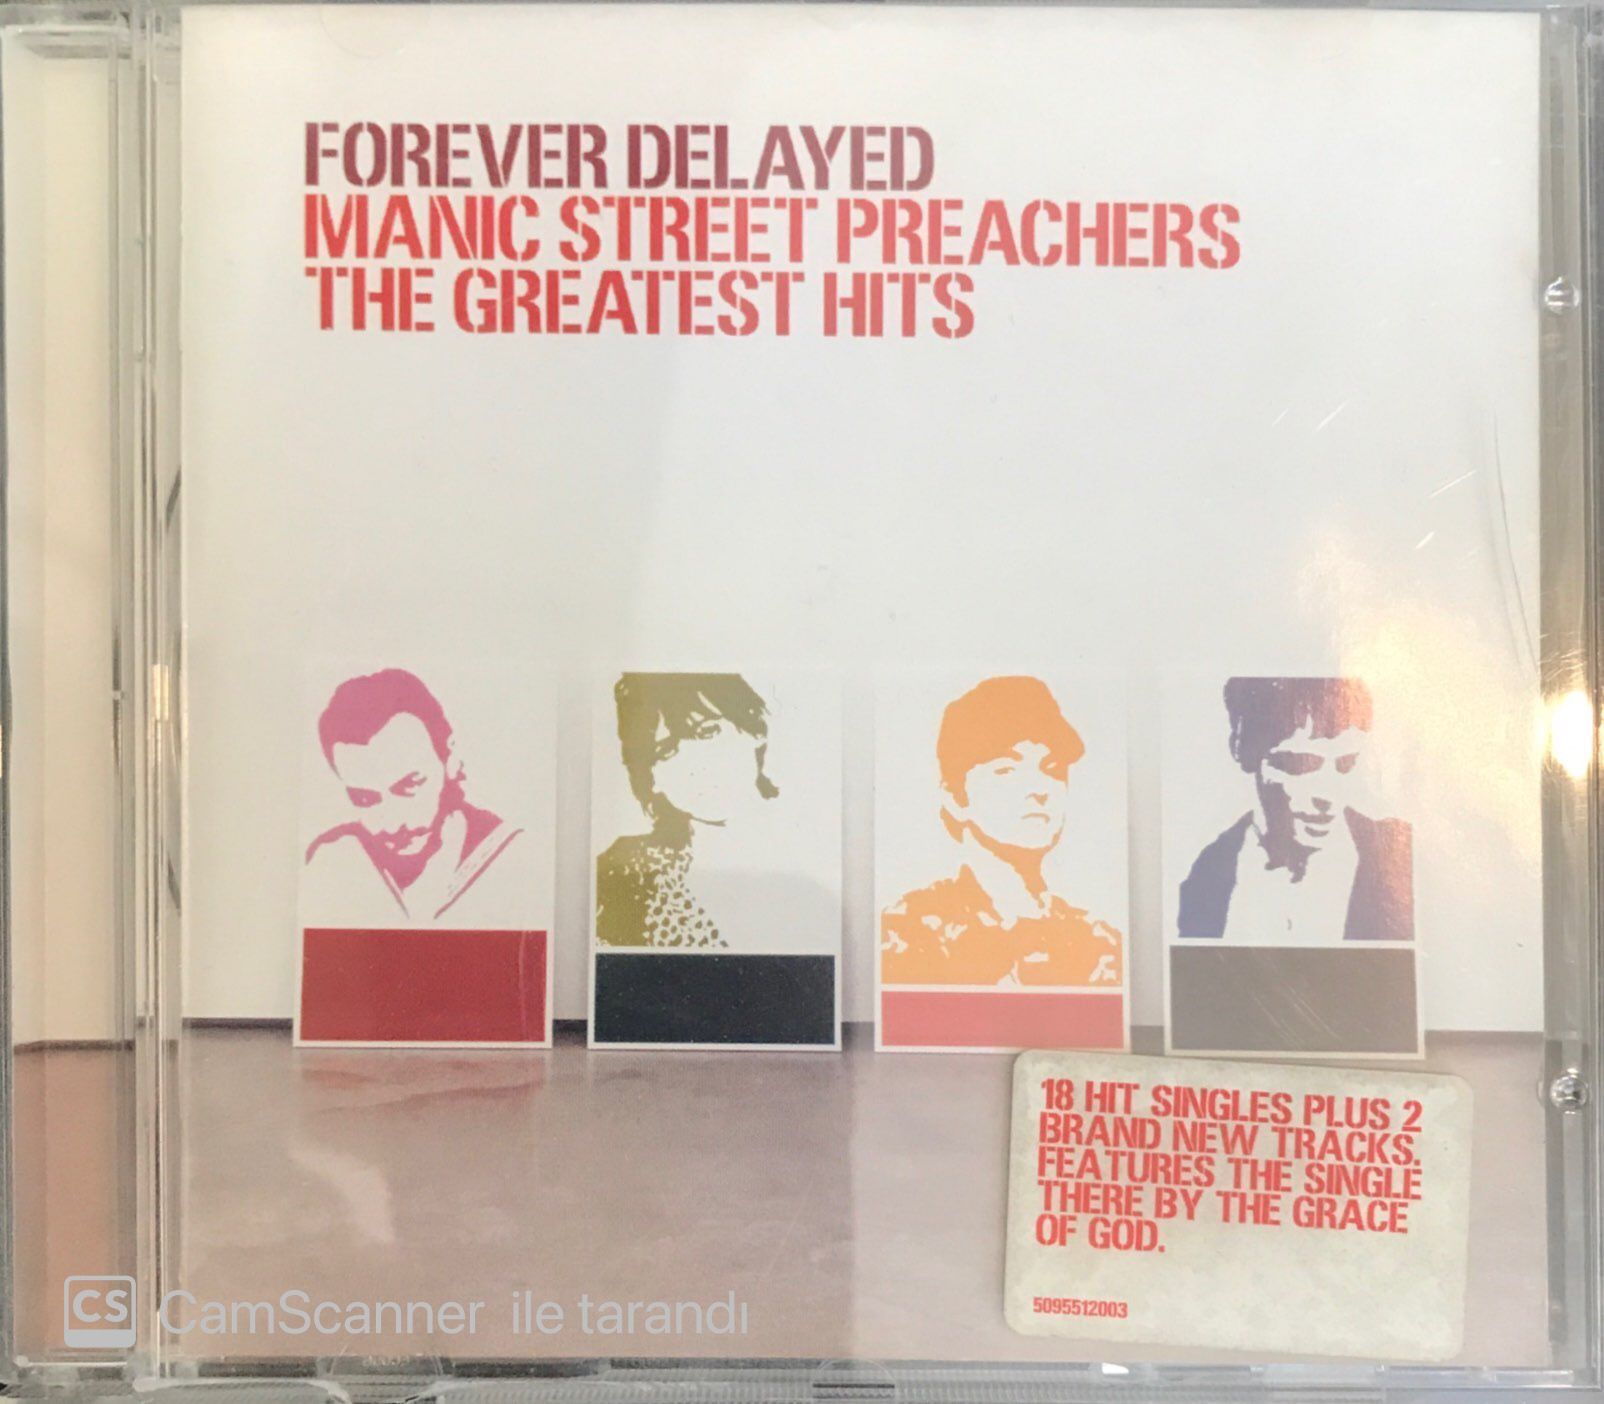 FOREVER DELAYED
MANIC STREET PREACHERS
THE GREATEST HITS
18 HIT SINGLES PLUS 2
BRAND NEW TRACKS.
FEATURES THE SINGLE
THERE BY THE GRACE
OF GOD.
5095512003
CS CamScanner ile tarandı